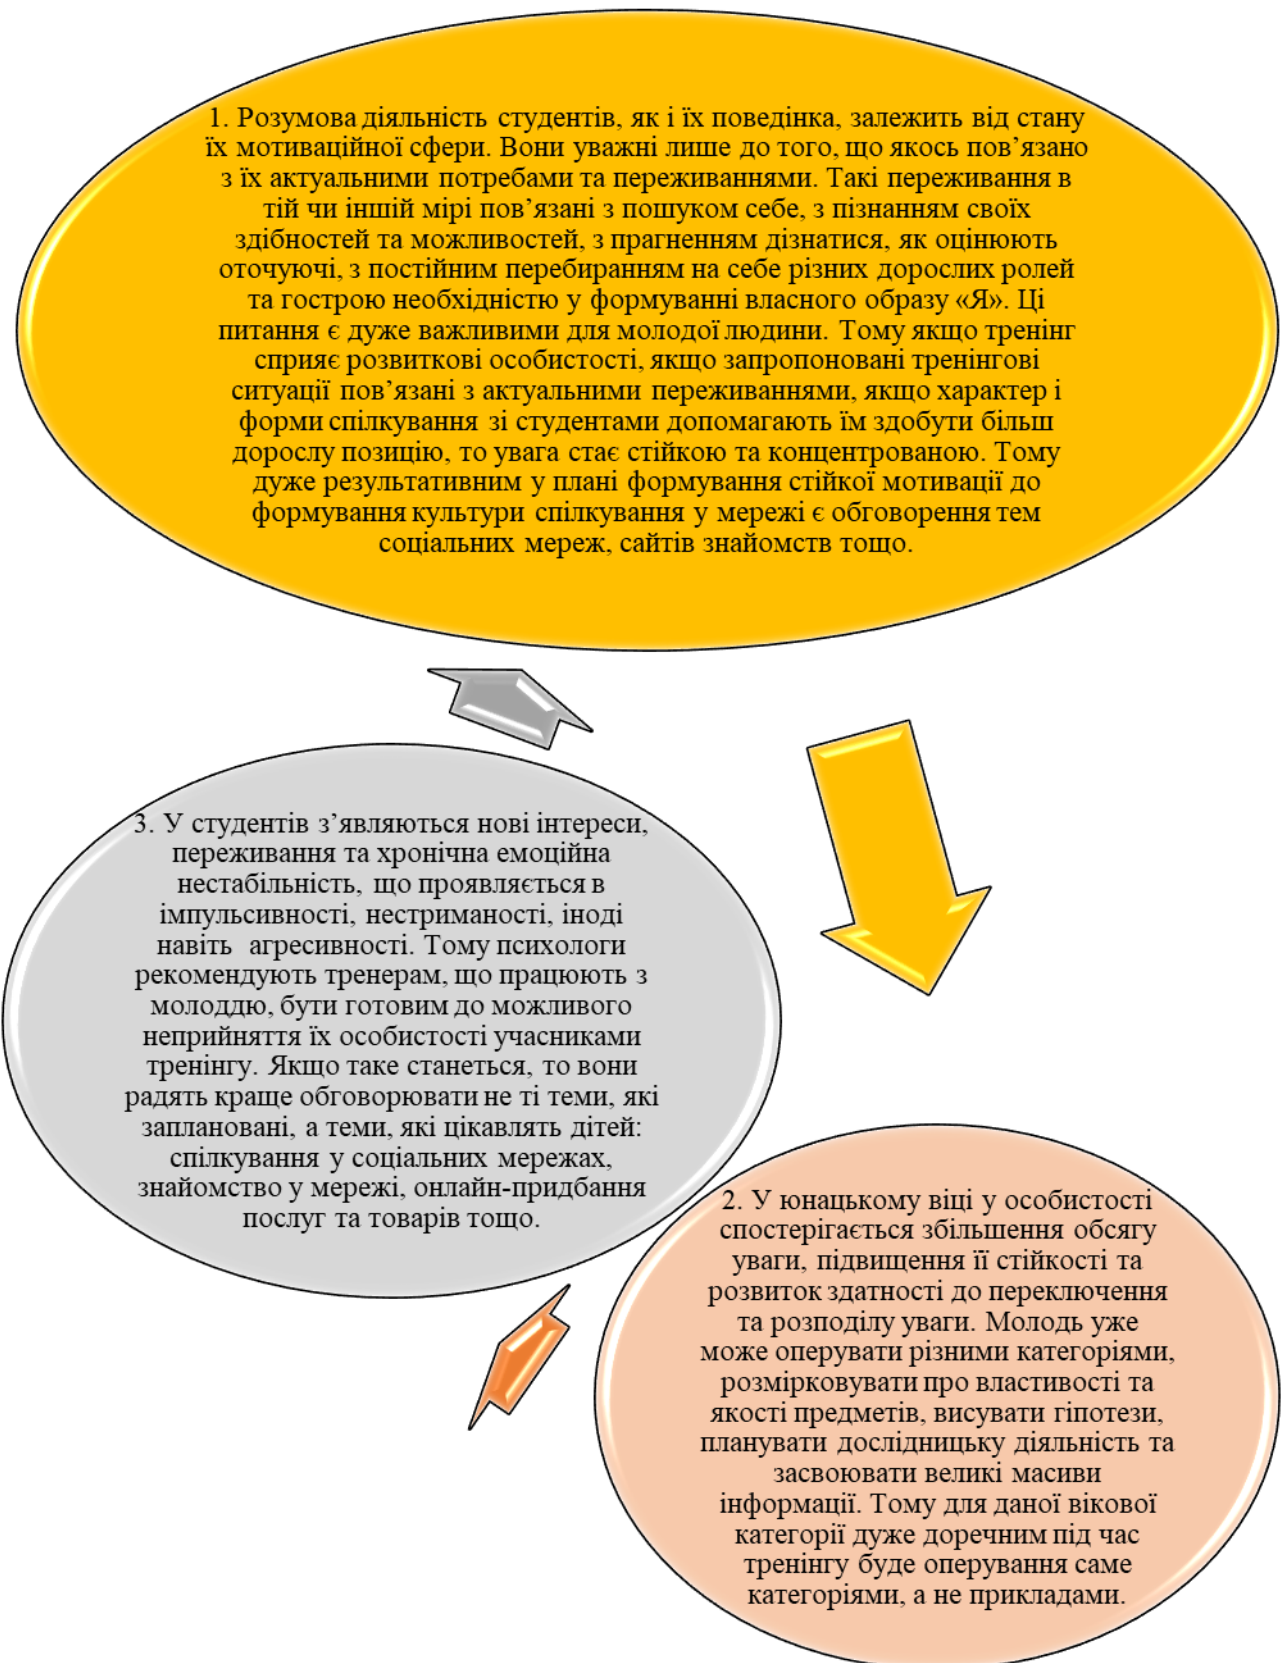 1. Розумова діяльність студентів, як і їх поведінка, залежить від стану
їх мотиваційної сфери. Вони уважні лише до того, що якось пов’язано
з їх актуальними потребами та переживаннями. Такі переживання в
тій чи іншій мірі пов’язані з пошуком себе, з пізнанням своїх
здібностей та можливостей, з прагненням дізнатися, як оцінюють
оточуючі, з постійним перебиранням на себе різних дорослих ролей
та гострою необхідністю у формуванні власного образу «Я». Ці
питання є дуже важливими для молодої людини. Тому якщо тренінг
сприяє розвиткові особистості, якщо запропоновані тренінгові
ситуації пов’язані з актуальними переживаннями, якщо характер і
форми спілкування зі студентами допомагають їм здобути більш
дорослу позицію, то увага стає стійкою та концентрованою. Тому
дуже результативним у плані формування стійкої мотивації до
формування культури спілкування у мережі є обговорення тем
соціальних мереж, сайтів знайомств тощо.
3. У студентів з’являються нові інтереси,
переживання та хронічна емоційна
нестабільність, що проявляється в
імпульсивності, нестриманості, іноді
навіть агресивності. Тому психологи
рекомендують тренерам, що працюють з
молоддю, бути готовим до можливого
неприйняття їх особистості учасниками
тренінгу. Якщо таке станеться, то вони
радять краще обговорювати не ті теми, які
заплановані, а теми, які цікавлять дітей:
спілкування у соціальних мережах,
знайомство у мережі, онлайн-придбання
послуг та товарів тощо.
2. У юнацькому віці у особистості
спостерігається збільшення обсягу
уваги, підвищення її стійкості та
розвиток здатності до переключення
та розподілу уваги. Молодь уже
може оперувати різними категоріями,
розмірковувати про властивості та
якості предметів, висувати гіпотези,
планувати дослідницьку діяльність та
засвоювати великі масиви
інформації. Тому для даної вікової
категорії дуже доречним під час
тренінгу буде оперування саме
категоріями, а не прикладами.